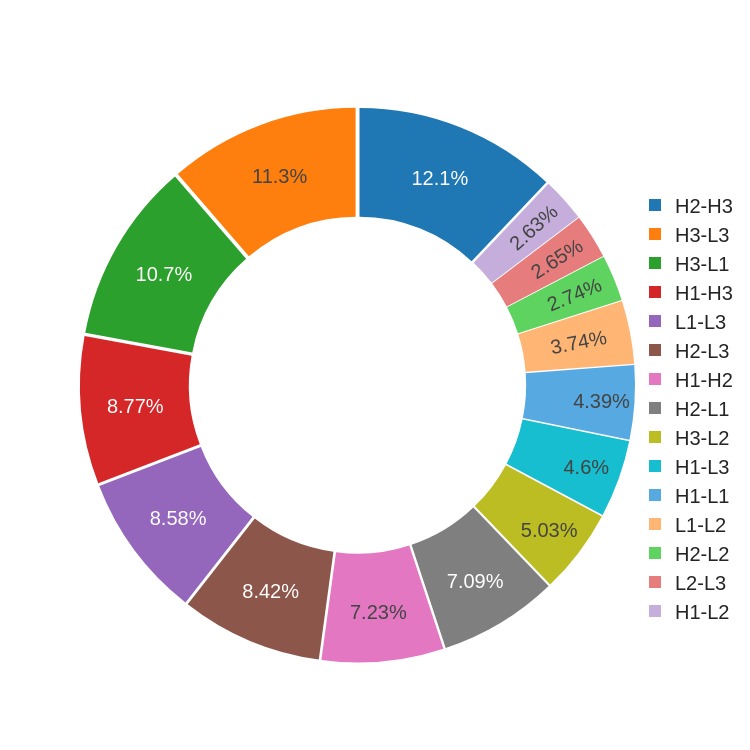 12.1%
11.3%
2.63%
2.65%
2.74%
10.7%
3.74%
4.39%
8.77%
4.6%
8.58%
5.03%
7.09%
8.42%
7.23%
H2-H3
H3-L3
H3-L1
H1-H3
L1-L3
H2-L3
H1-H2
H2-L1
H3-L2
H1-L3
H1-L1
L1-L2
H2-L2
L2-L3
H1-L2